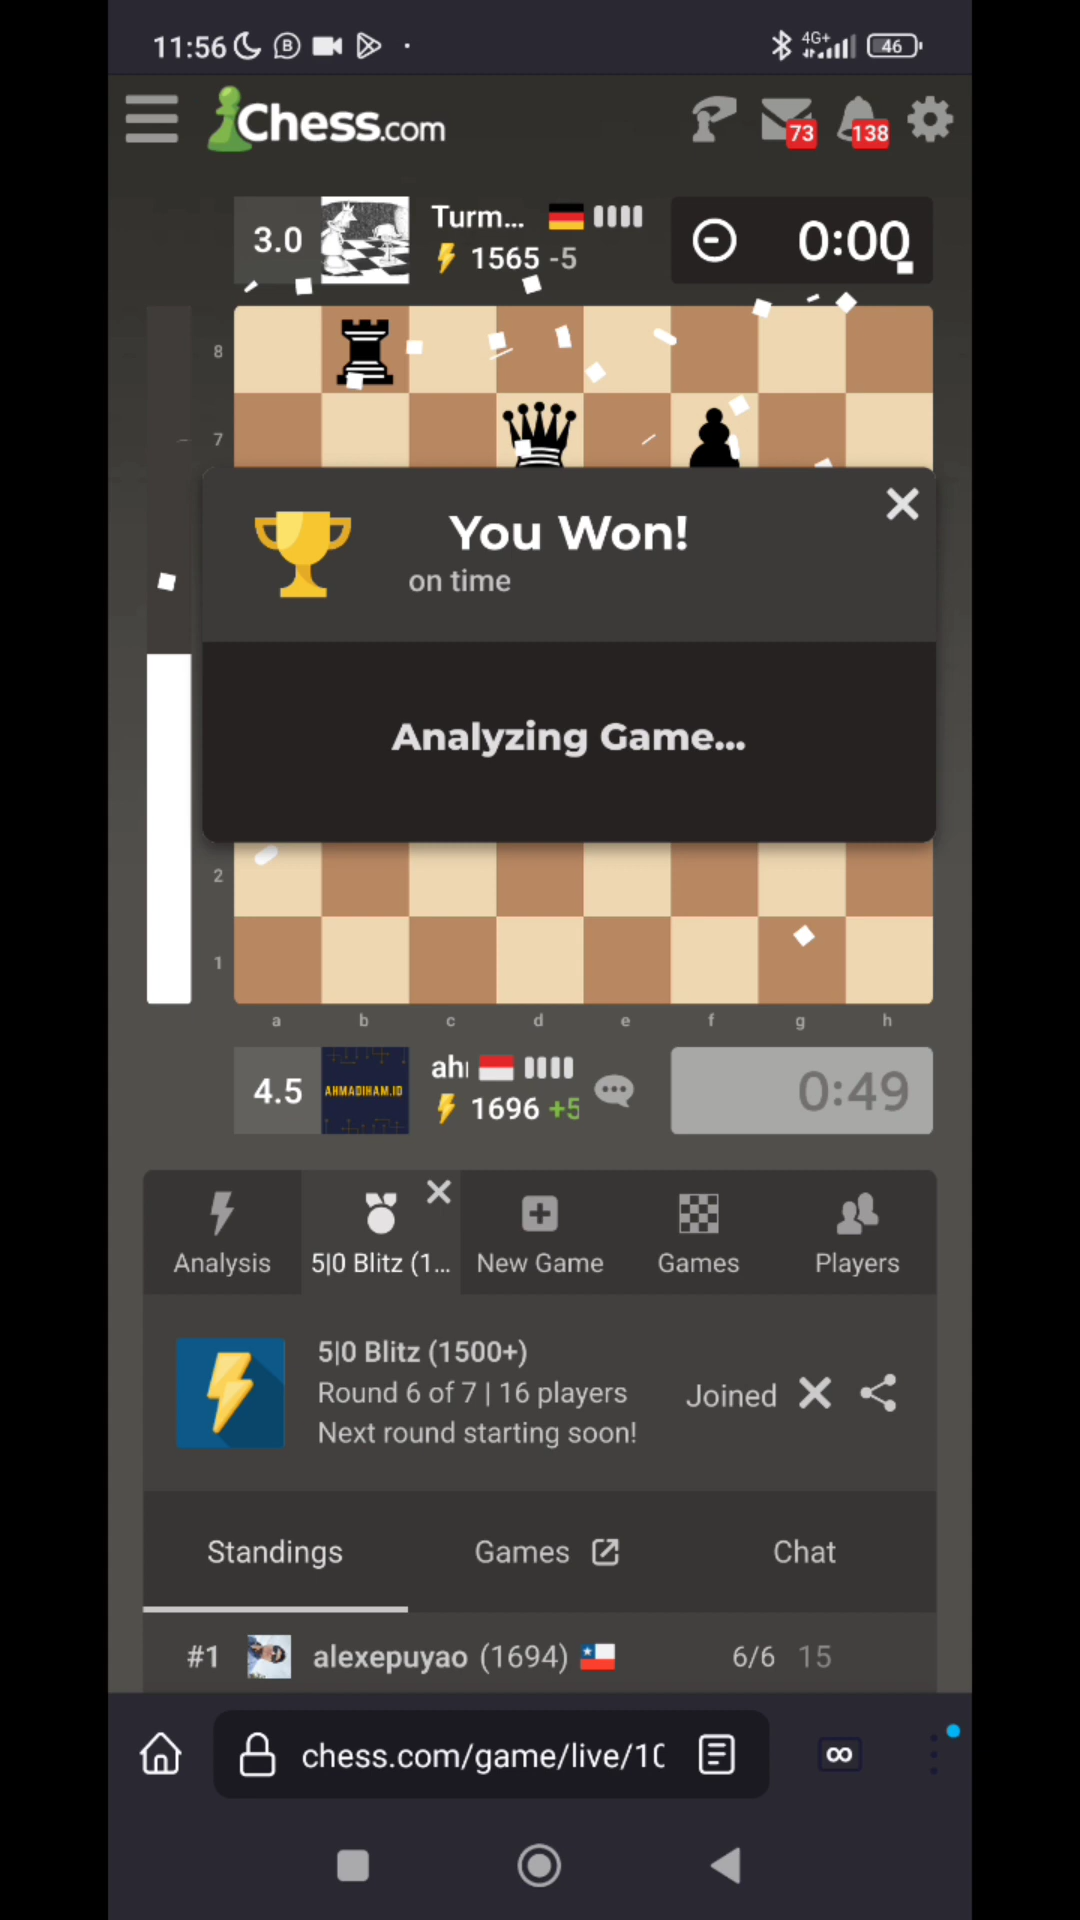 11:56
4G+
46
Chess.com
73
138
3.0
Turm...
1565 -5
0:00
8
7
You Won!
on time
Analyzing Game...
2
1
a b c d e f g h
4.5
AHMADIHAM.ID
ah
1696 +5
0:49
Analysis
5|0 Blitz (1...
New Game
Games
Players
5|0 Blitz (1500+)
Round 6 of 7 | 16 players
Next round starting soon!
Joined
Standings
Games
Chat
#1
alexepuyao (1694)
6/6 15
chess.com/game/live/10